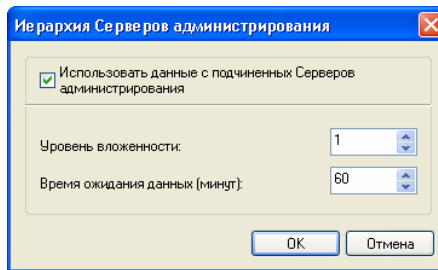 Иерархия Серверов администрирования
Использовать данные с подчиненных Серверов
администрирования
Уровень вложенности:
1
Время ожидания данных (минут):
60
OK
Отмена